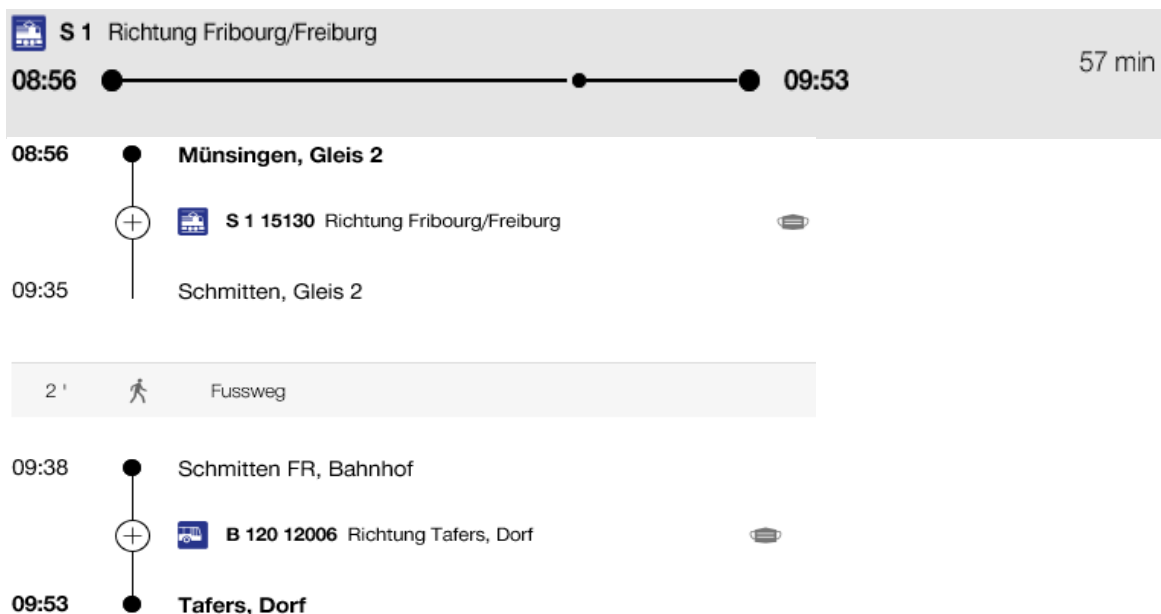 S 1 Richtung Fribourg/Freiburg
08:56 09:53 57 min
08:56 Münsingen, Gleis 2
S 1 15130 Richtung Fribourg/Freiburg
09:35 Schmitten, Gleis 2
2 ' Fussweg
09:38 Schmitten FR, Bahnhof
B 120 12006 Richtung Tafers, Dorf
09:53 Tafers, Dorf